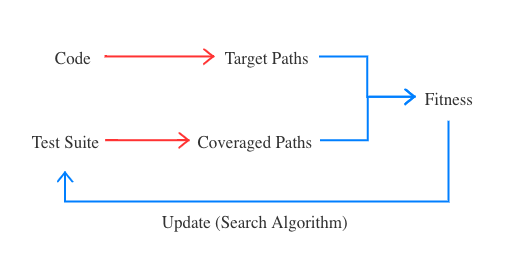 Code
Target Paths
Fitness
Test Suite
Coveraged Paths
Update (Search Algorithm)